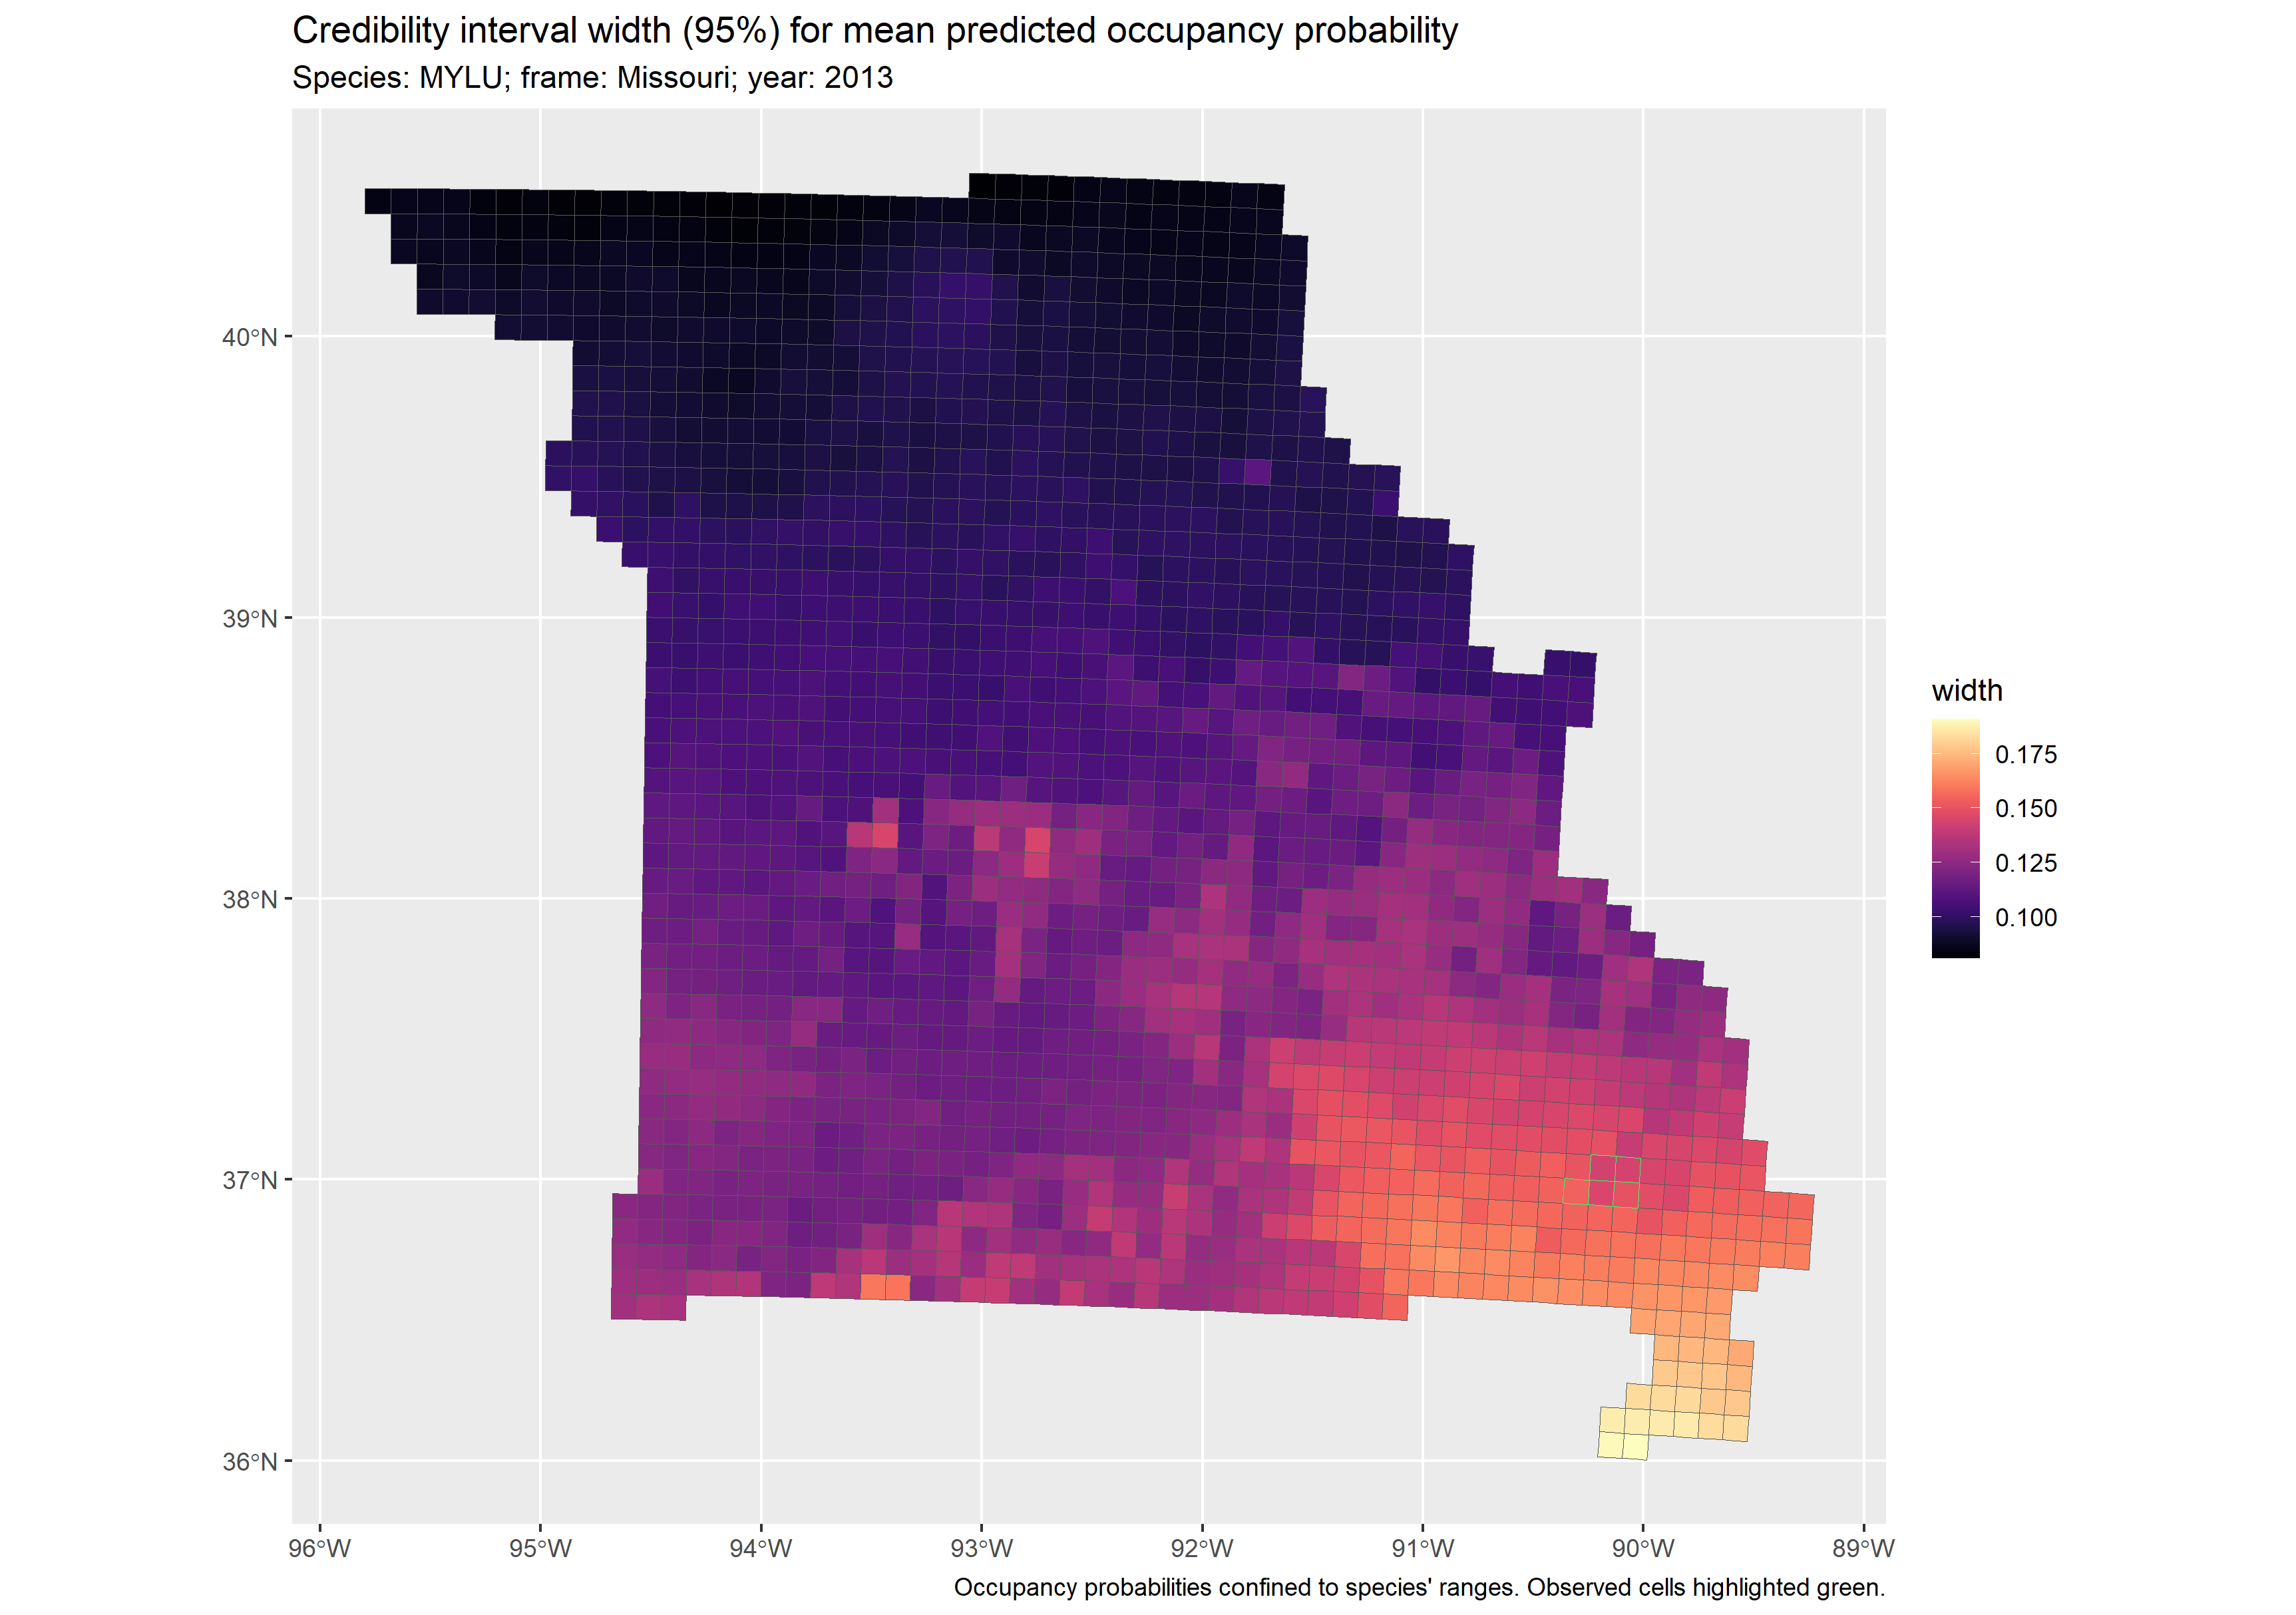 Credibility interval width (95%) for mean predicted occupancy probability
Species: MYLU; frame: Missouri; year: 2013
40°N
39°N
38°N
37°N
36°N
96°W
95°W
94°W
93°W
92°W
91°W
90°W
89°W
width
0.175
0.150
0.125
0.100
Occupancy probabilities confined to species' ranges. Observed cells highlighted green.